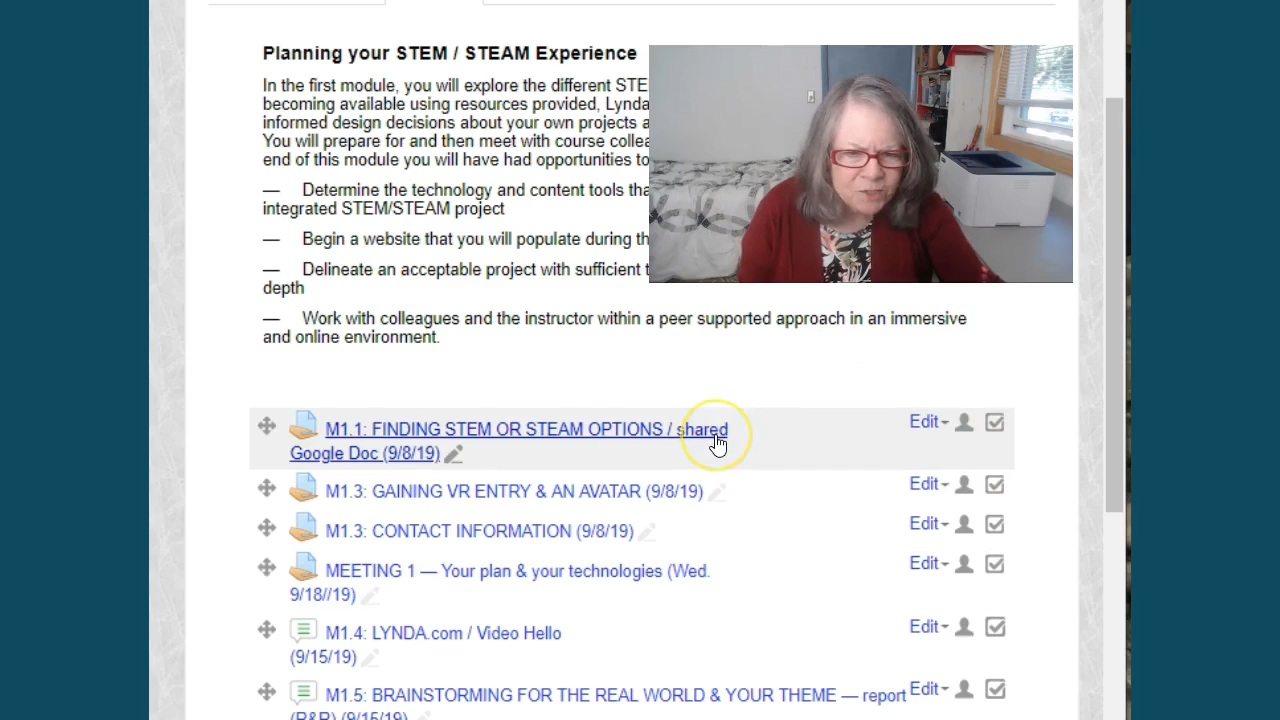 Planning your STEM / STEAM Experience
In the first module, you will explore the different STE
becoming available using resources provided, Lynda
informed design decisions about your own projects a
You will prepare for and then meet with course collea
end of this module you will have had opportunities to
— Determine the technology and content tools tha
integrated STEM/STEAM project
— Begin a website that you will populate during th
— Delineate an acceptable project with sufficient t
depth
— Work with colleagues and the instructor within a peer supported approach in an immersive
and online environment.
M1.1: FINDING STEM OR STEAM OPTIONS / shared Edit
Google Doc (9/8/19)
M1.3: GAINING VR ENTRY & AN AVATAR (9/8/19) Edit
M1.3: CONTACT INFORMATION (9/8/19) Edit
MEETING 1 — Your plan & your technologies (Wed. Edit
9/18//19)
M1.4: LYNDA.com / Video Hello Edit
(9/15/19)
M1.5: BRAINSTORMING FOR THE REAL WORLD & YOUR THEME — report Edit
(R&R) (9/15/19)